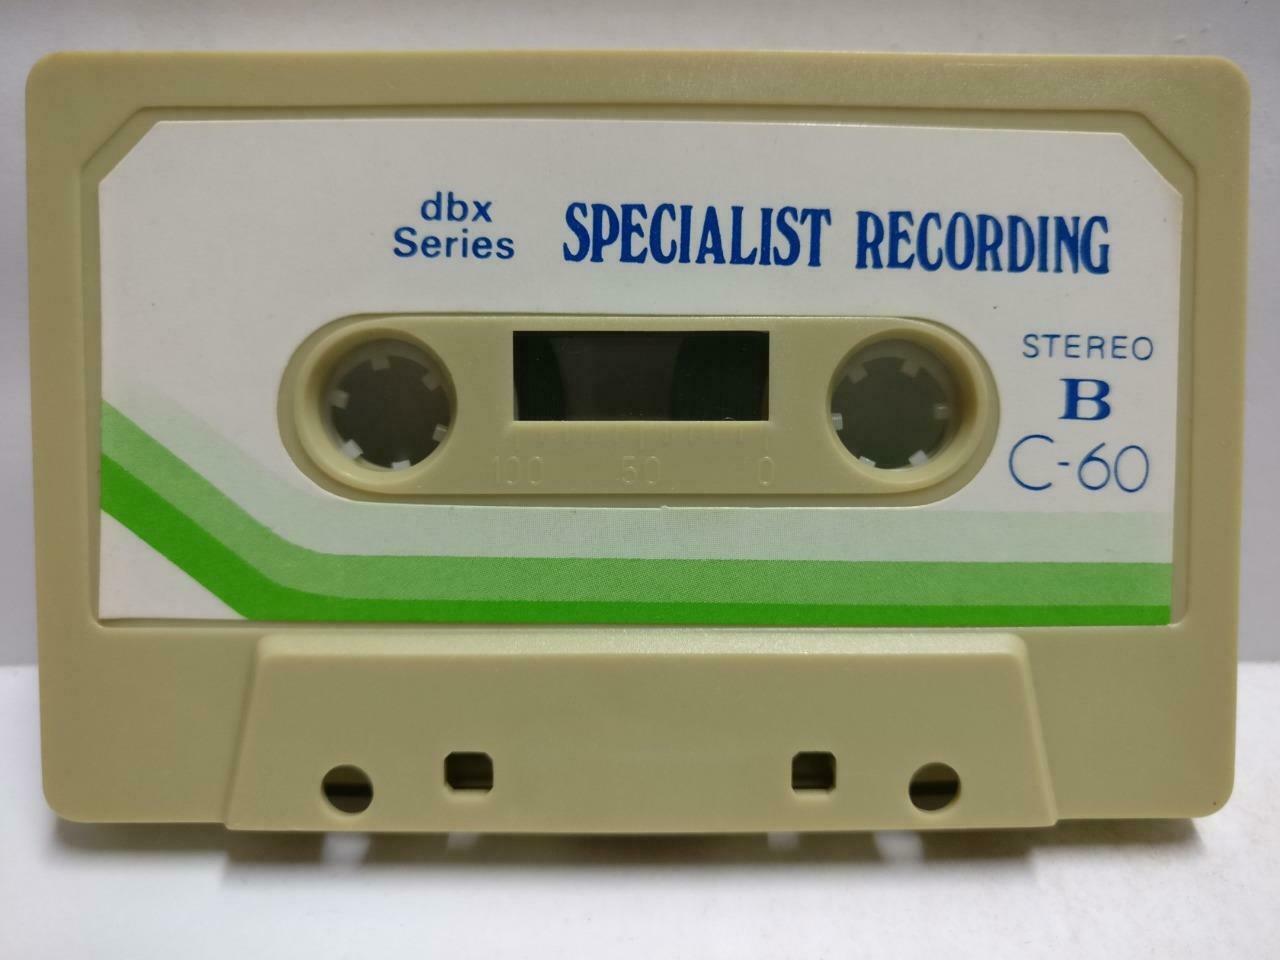 dbx
Series
SPECIALIST RECORDING
STEREO
B
C-60
100 50 0